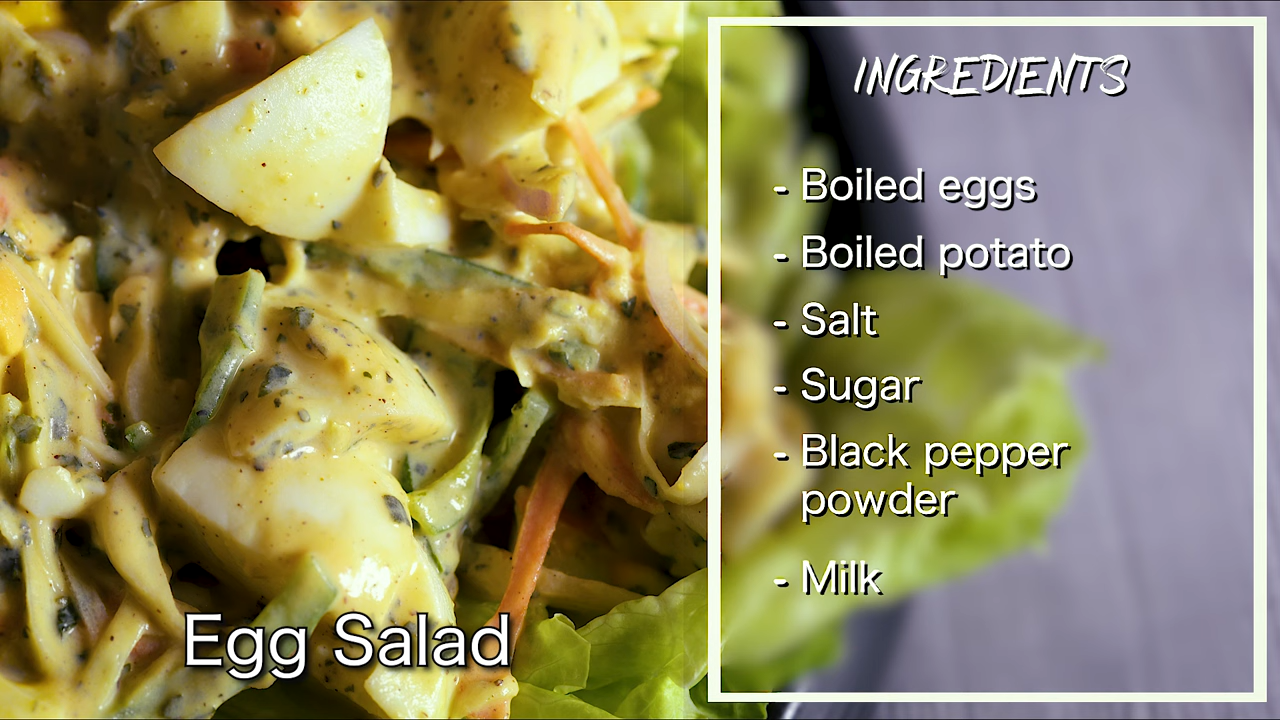 INGREDIENTS
- Boiled eggs
- Boiled potato
- Salt
- Sugar
- Black pepper
powder
- Milk
Egg Salad